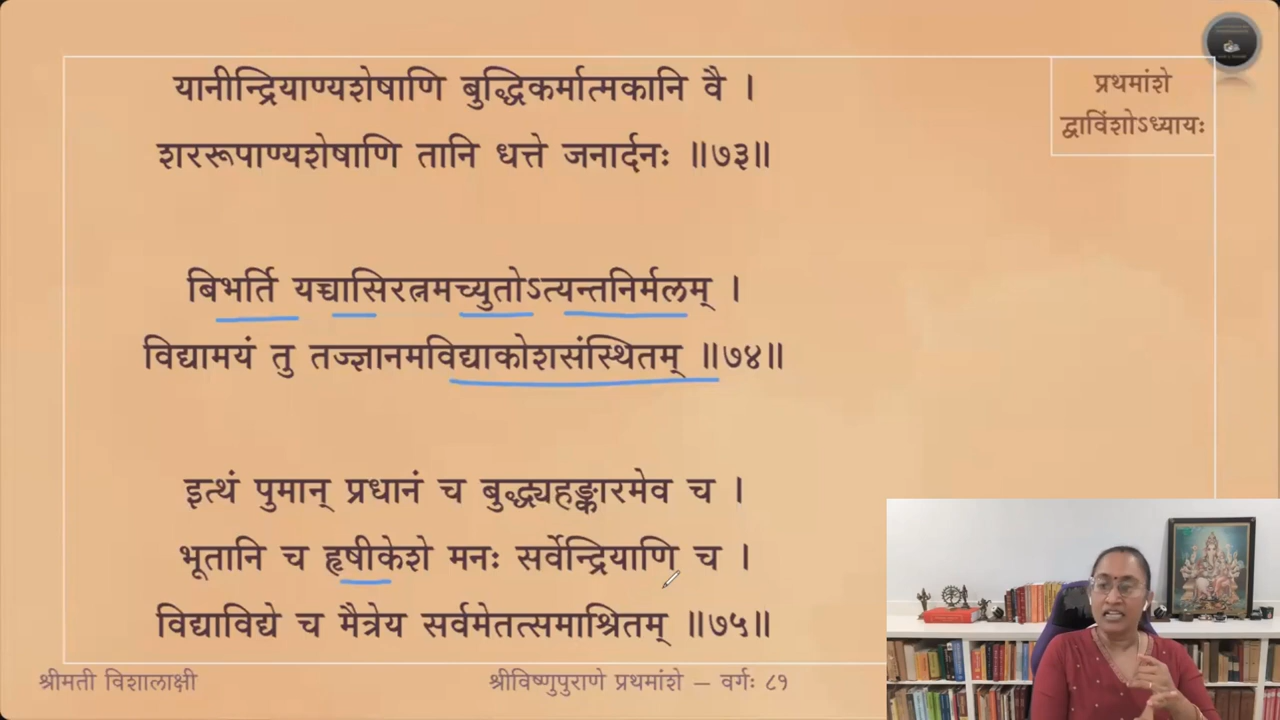 यानीन्द्रियाण्यशेषाणि बुद्धिकर्मात्मकानि वै ।
शररूपाण्यशेषाणि तानि धत्ते जनार्दनः ॥७३॥
प्रथमांशे
द्वाविंशोऽध्यायः
बिभर्ति यच्चासिरत्नमच्युतोऽत्यन्तनिर्मलम् ।
विद्यामयं तु तज्ज्ञानमविद्याकोशसंस्थितम् ॥७४॥
इत्थं पुमान् प्रधानं च बुद्ध्यहङ्कारमेव च ।
भूतानि च हृषीकेशे मनः सर्वेन्द्रियाणि च ।
विद्याविद्ये च मैत्रेय सर्वमेतत्समाश्रितम् ॥७५॥
श्रीमती विशालाक्षी
श्रीविष्णुपुराणे प्रथमांशे – वर्गः ८१